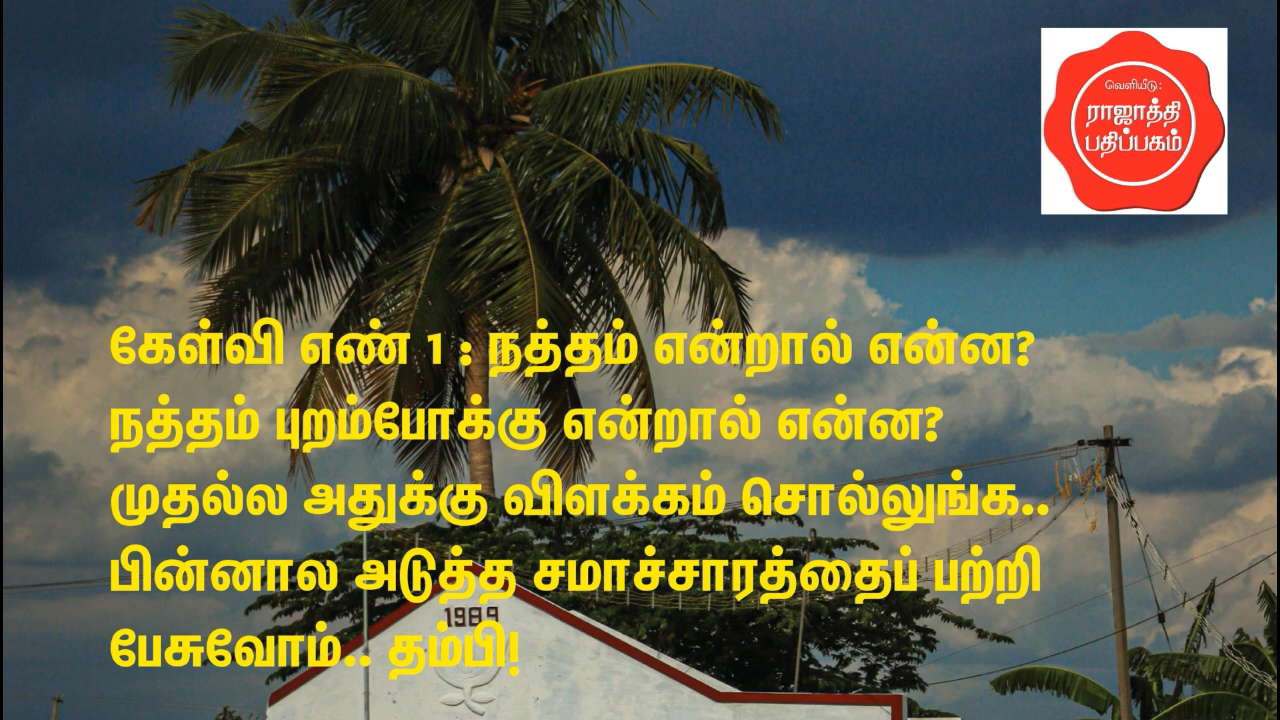 வெளியீடு:
ராஜாத்தி
பதிப்பகம்
கேள்வி எண் 1 : நத்தம் என்றால் என்ன?
நத்தம் புறம்போக்கு என்றால் என்ன?
முதல்ல அதுக்கு விளக்கம் சொல்லுங்க..
பின்னால அடுத்த சமாச்சாரத்தைப் பற்றி
பேசுவோம்.. தம்பி!
1989